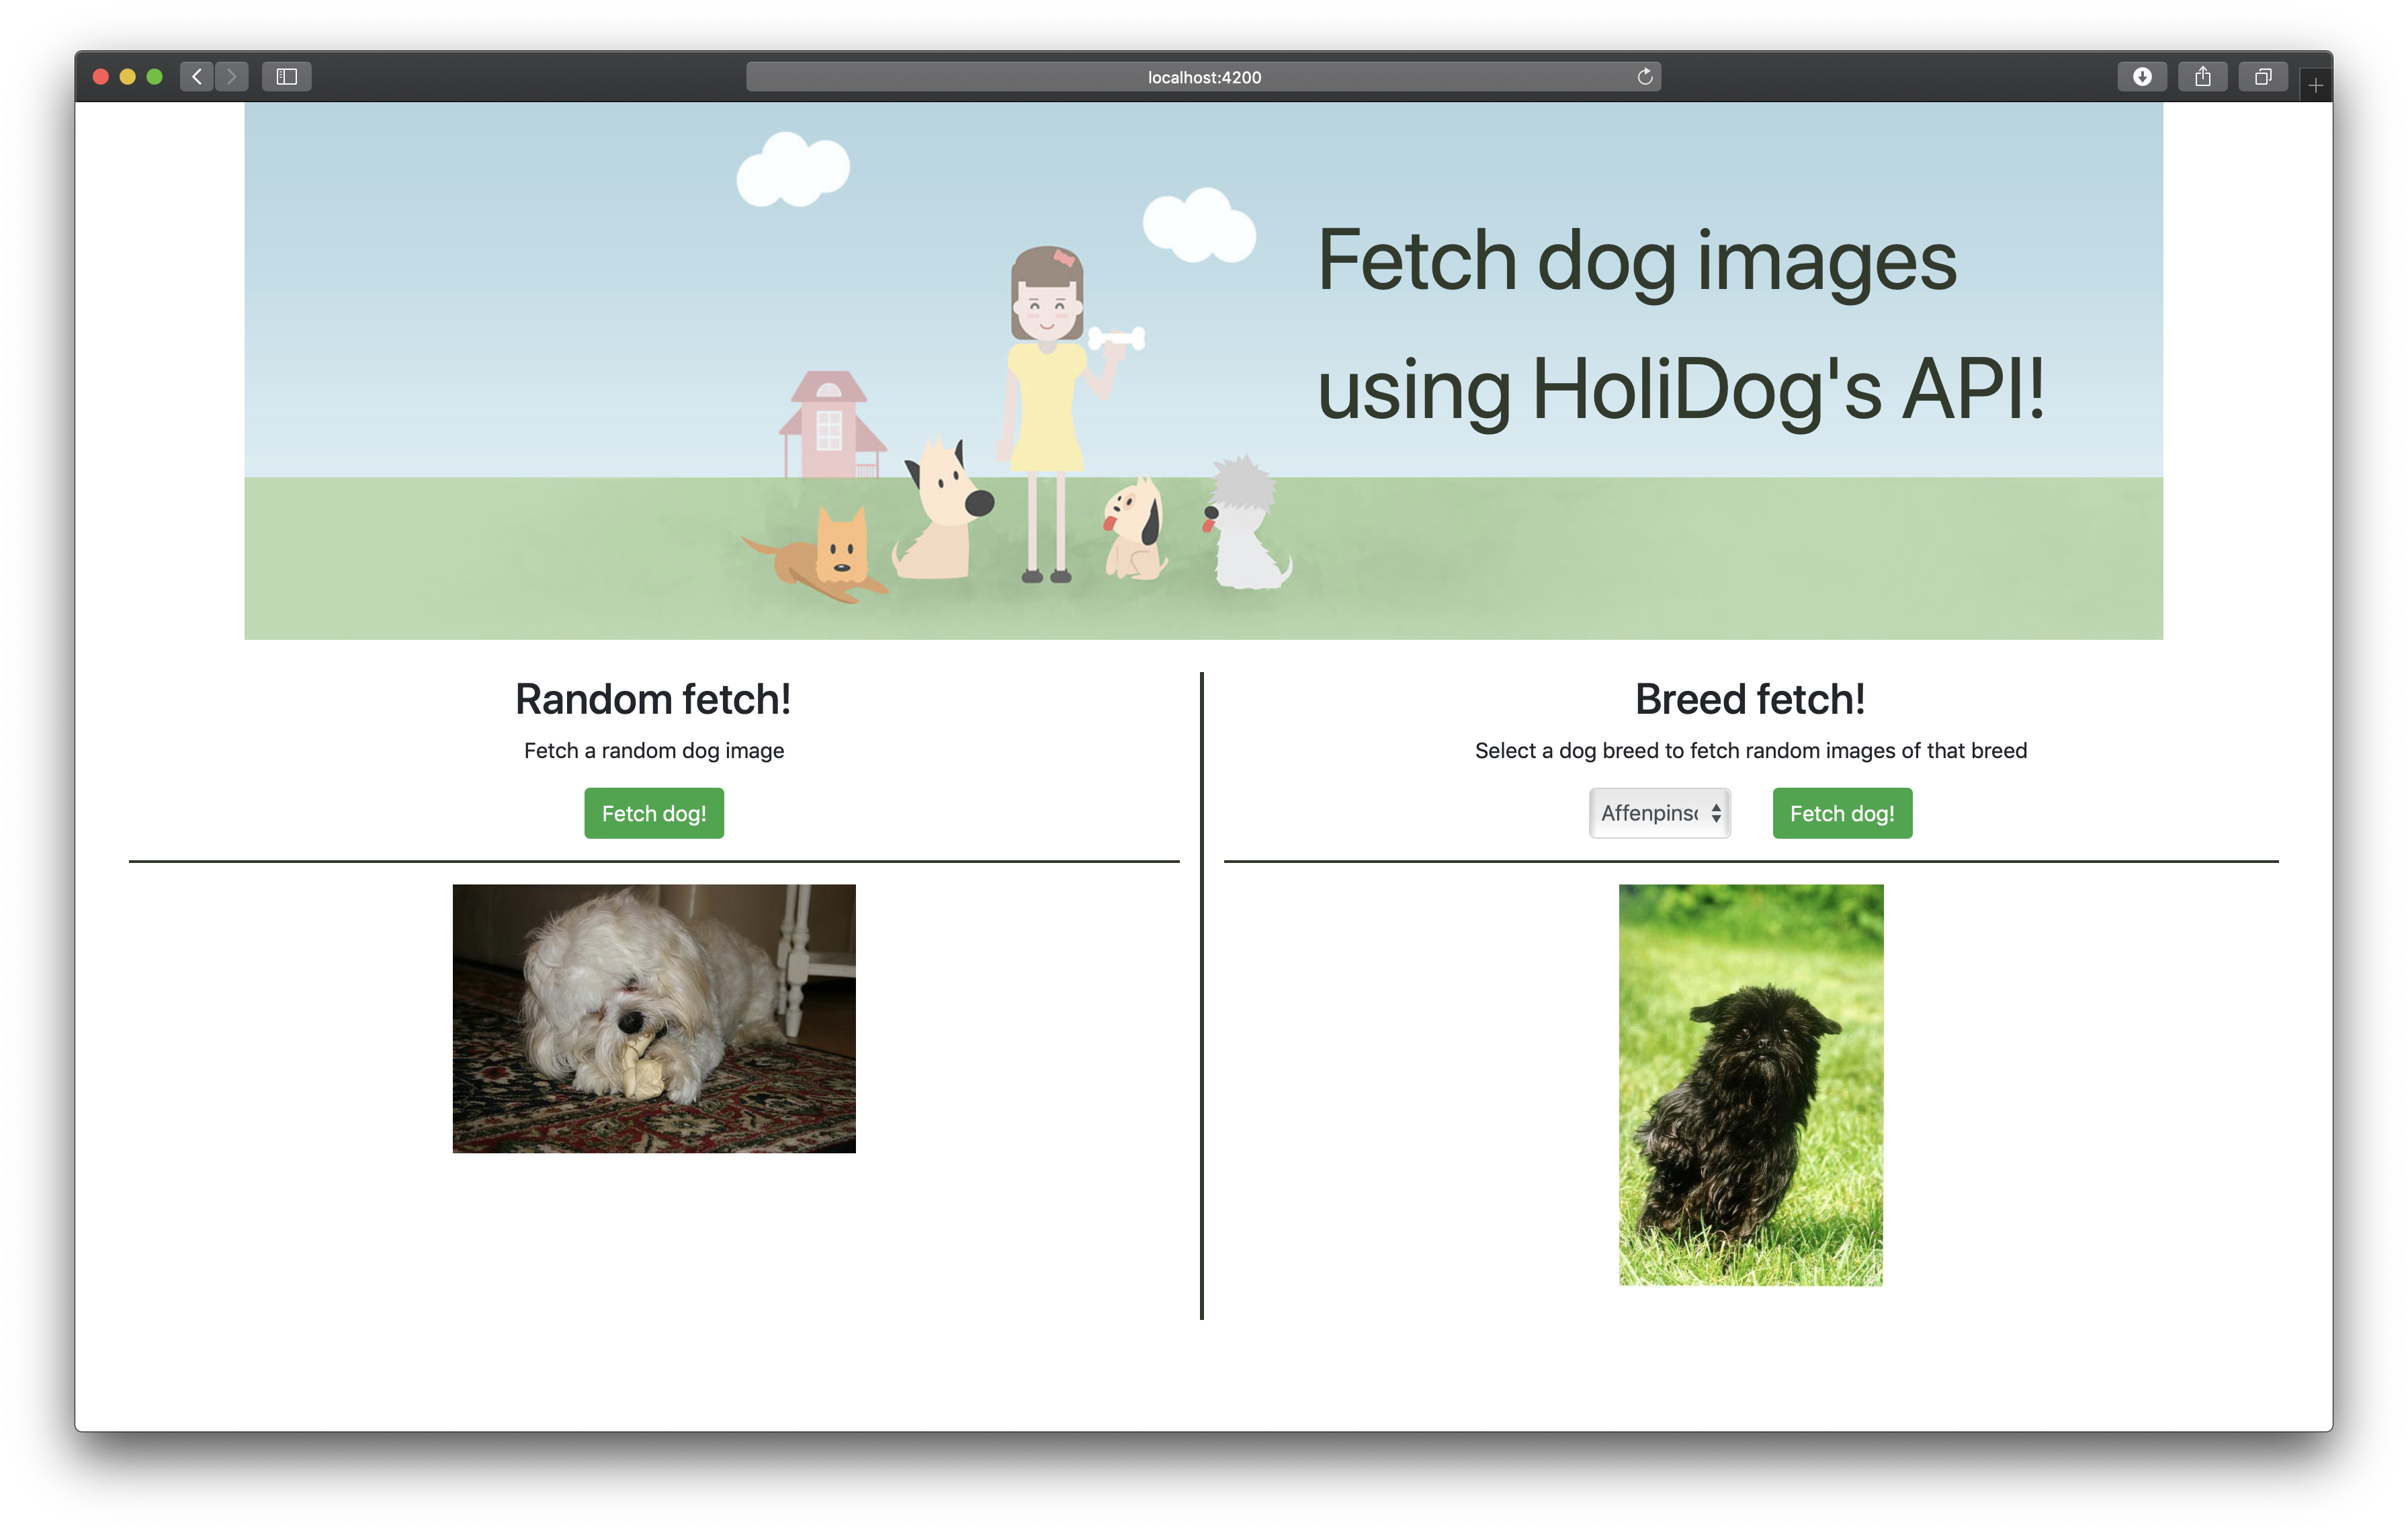 localhost:4200
Fetch dog images
using HoliDog's API!
Random fetch!
Fetch a random dog image
Fetch dog!
Breed fetch!
Select a dog breed to fetch random images of that breed
Affenpinsc
Fetch dog!